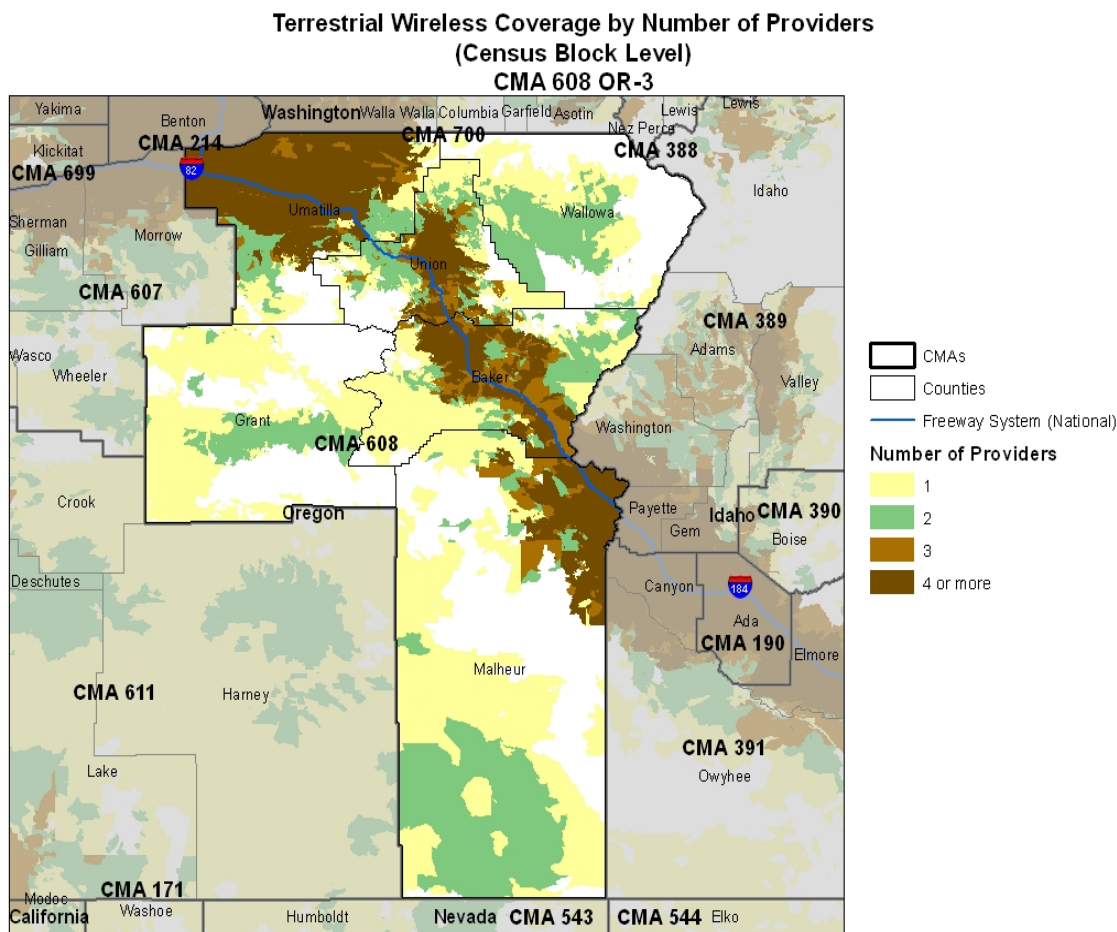 Terrestrial Wireless Coverage by Number of Providers
(Census Block Level)
CMA 608 OR-3
Yakima
Benton
Washington
Walla Walla
Columbia
Garfield
Asotin
Nez Perce
Lewis
Lewis
Klickitat
CMA 214
CMA 700
CMA 388
CMA 699
82
Idaho
Sherman
Gilliam
Morrow
Umatilla
Wallowa
Union
CMA 607
CMA 389
Adams
Valley
Wasco
Wheeler
Baker
Grant
CMA 608
Washington
Crook
Oregon
Payette
Gem
Idaho
CMA 390
Boise
Deschutes
Canyon
184
Ada
CMA 190
Elmore
Malheur
CMA 611
Harney
CMA 391
Owyhee
Lake
CMA 171
Modoc
California
Washoe
Humboldt
Nevada
CMA 543
CMA 544
Elko
CMAs
Counties
Freeway System (National)
Number of Providers
1
2
3
4 or more